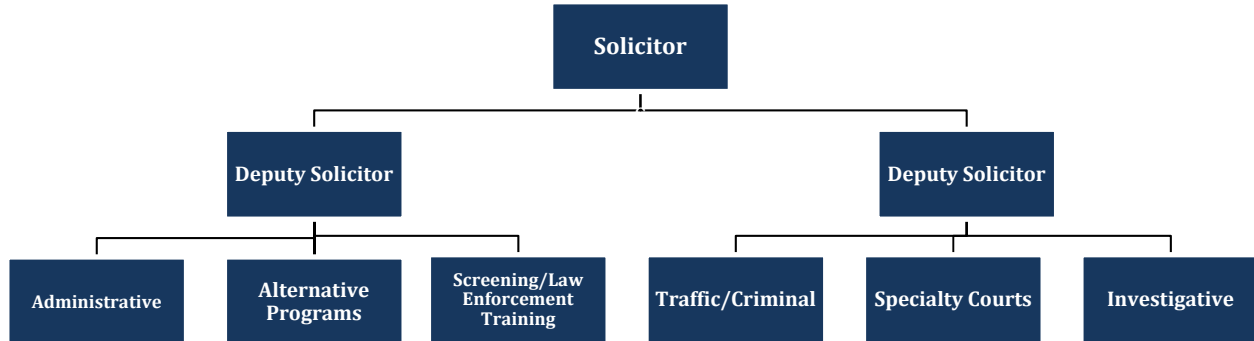 Solicitor
Deputy Solicitor
Deputy Solicitor
Administrative
Alternative
Programs
Screening/Law
Enforcement
Training
Traffic/Criminal
Specialty Courts
Investigative